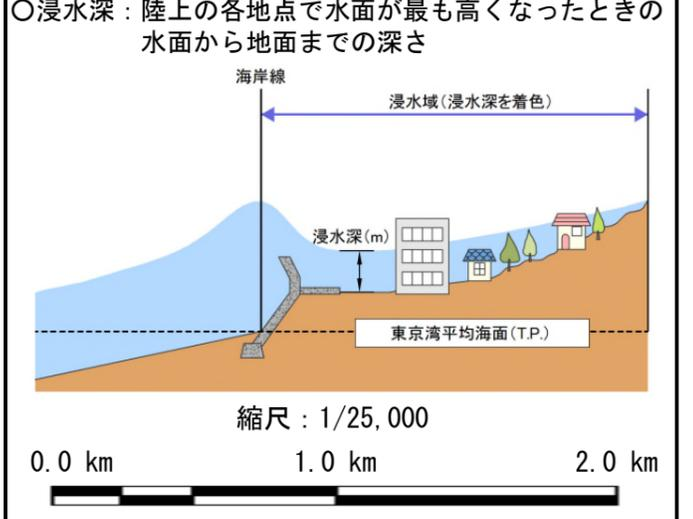 〇浸水深：陸上の各地点で水面が最も高くなったときの
水面から地面までの深さ
海岸線
浸水域（浸水深を着色）
浸水深(m)
東京湾平均海面（T.P.）
縮尺：1/25,000
0.0 km 1.0 km 2.0 km